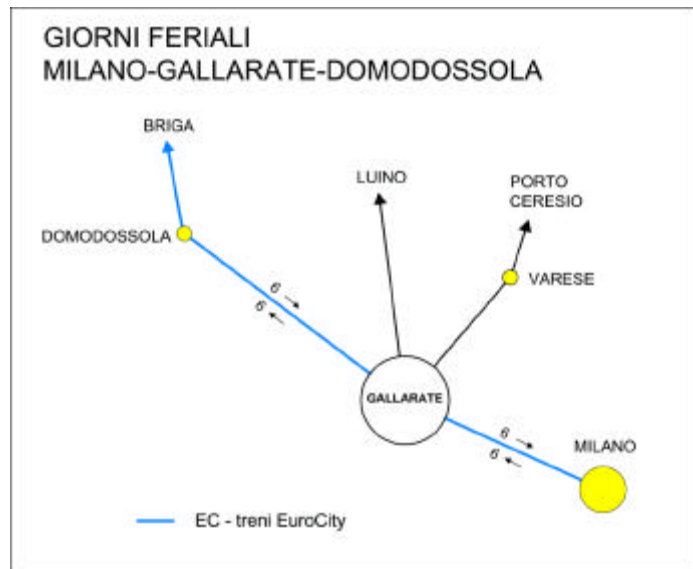 GIORNI FERIALI
MILANO-GALLARATE-DOMODOSSOLA
BRIGA
LUINO
PORTO
CERESIO
DOMODOSSOLA
VARESE
6
6
GALLARATE
6
6
MILANO
EC - treni EuroCity